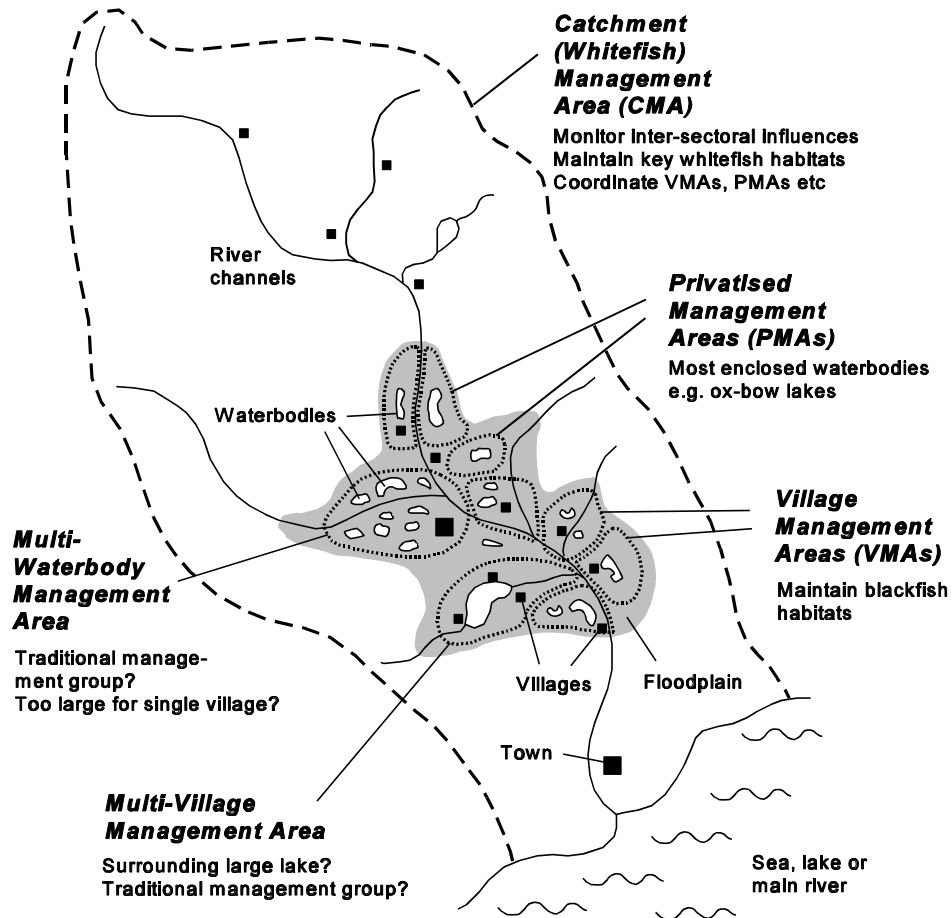 Catchment
(Whitefish)
Management
Area (CMA)
Monitor inter-sectoral influences
Maintain key whitefish habitats
Coordinate VMAs, PMAs etc
River
channels
Privatised
Management
Areas (PMAs)
Most enclosed waterbodies
e.g. ox-bow lakes
Waterbodies
Village
Management
Areas (VMAs)
Maintain blackfish
habitats
Multi-
Waterbody
Management
Area
Traditional manage-
ment group?
Too large for single village?
Villages
Floodplain
Town
Multi-Village
Management Area
Surrounding large lake?
Traditional management group?
Sea, lake or
main river